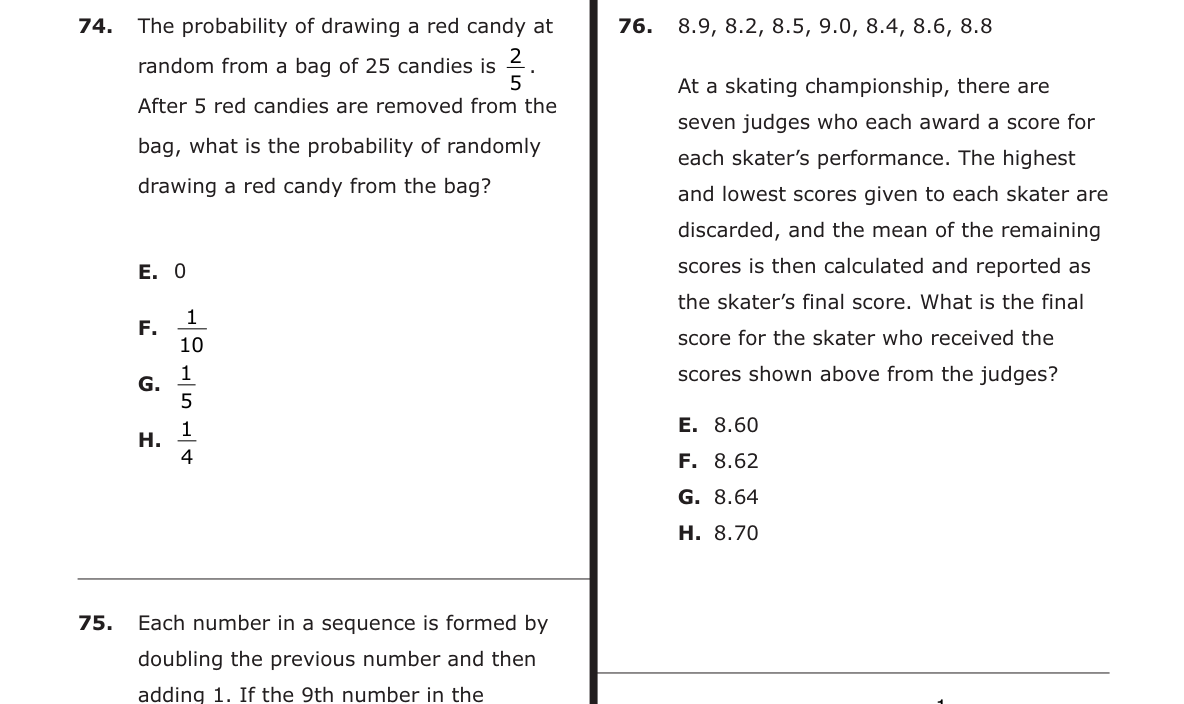 74. The probability of drawing a red candy at
random from a bag of 25 candies is 2/5.
After 5 red candies are removed from the
bag, what is the probability of randomly
drawing a red candy from the bag?
E. 0
F. 1/10
G. 1/5
H. 1/4
75. Each number in a sequence is formed by
doubling the previous number and then
adding 1. If the 9th number in the
76. 8.9, 8.2, 8.5, 9.0, 8.4, 8.6, 8.8
At a skating championship, there are
seven judges who each award a score for
each skater’s performance. The highest
and lowest scores given to each skater are
discarded, and the mean of the remaining
scores is then calculated and reported as
the skater’s final score. What is the final
score for the skater who received the
scores shown above from the judges?
E. 8.60
F. 8.62
G. 8.64
H. 8.70